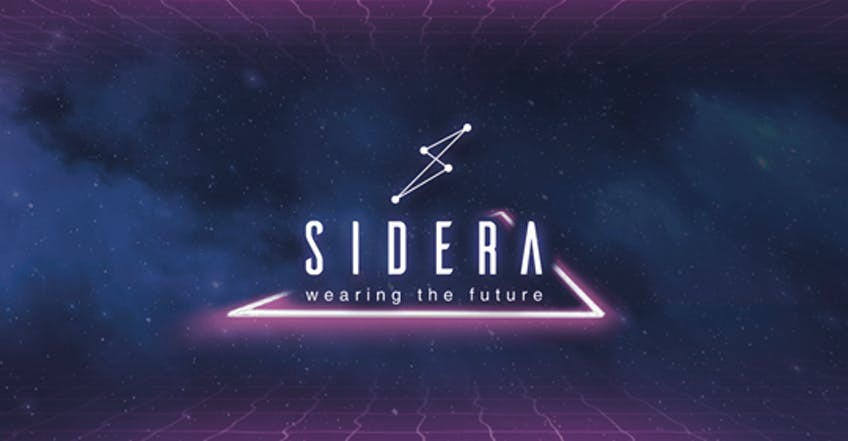 SIDERA
wearing the future